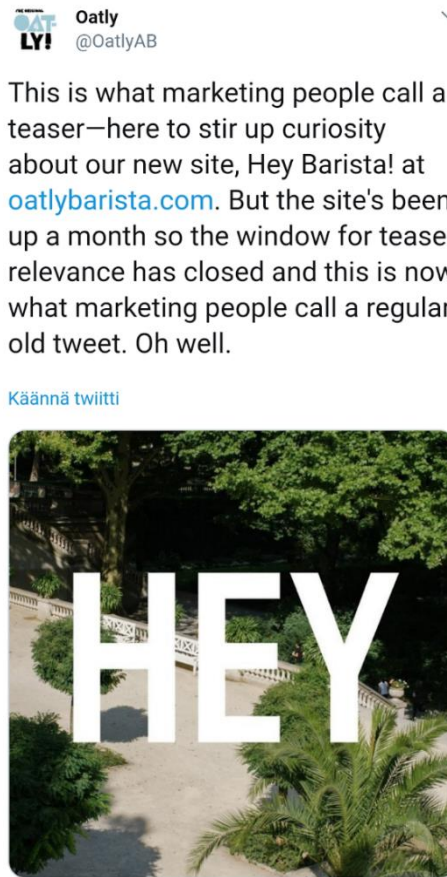 THE ORIGINAL
OAT-
LY!
Oatly
@OatlyAB
This is what marketing people call a
teaser—here to stir up curiosity
about our new site, Hey Barista! at
oatlybarista.com. But the site's been
up a month so the window for tease
relevance has closed and this is now
what marketing people call a regular
old tweet. Oh well.
Käännä twiitti
HEY